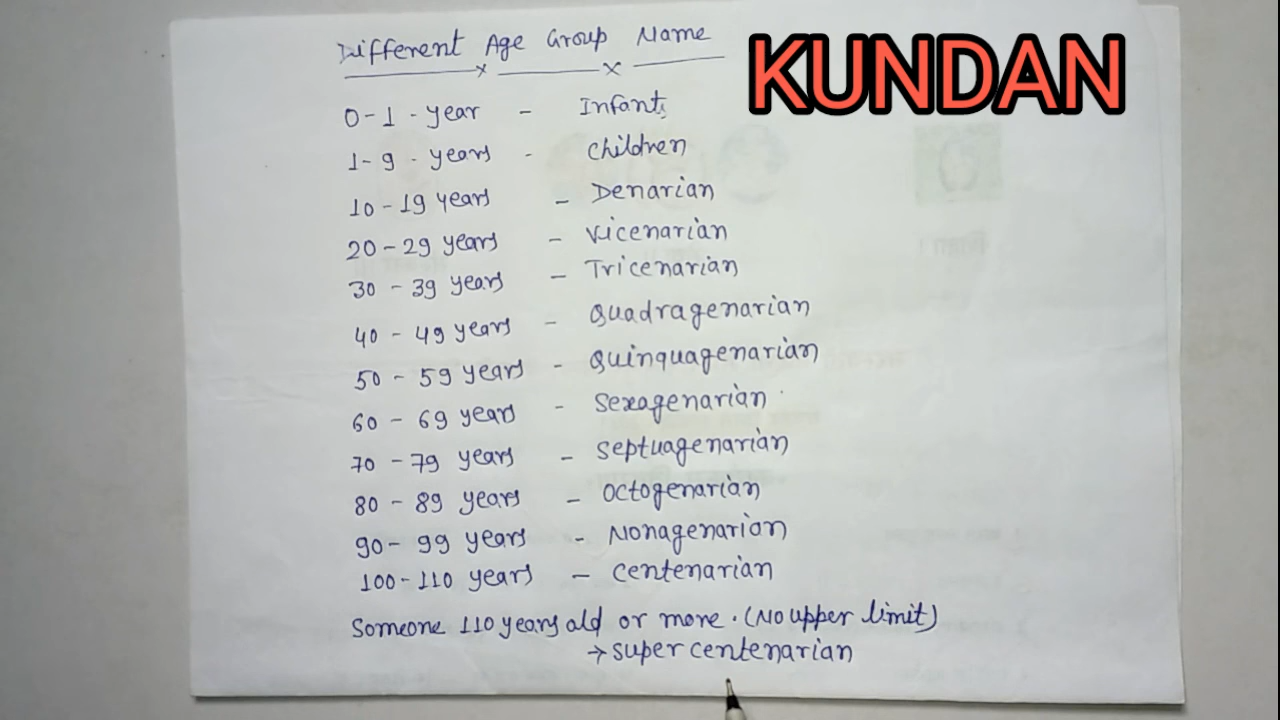 Different Age Group Name
KUNDAN
0-1-year - Infants
1-9-years - children
10-19 years - Denarian
20-29 years - Vicenarian
30-39 years - Tricenarian
40-49 years - Quadragenarian
50-59 years - Quinquagenarian
60-69 years - Sexagenarian
70-79 years - Septuagenarian
80-89 years - Octogenarian
90-99 years - Nonagenarian
100-110 years - Centenarian
Someone 110 years old or more. (No upper limit)
→ super centenarian